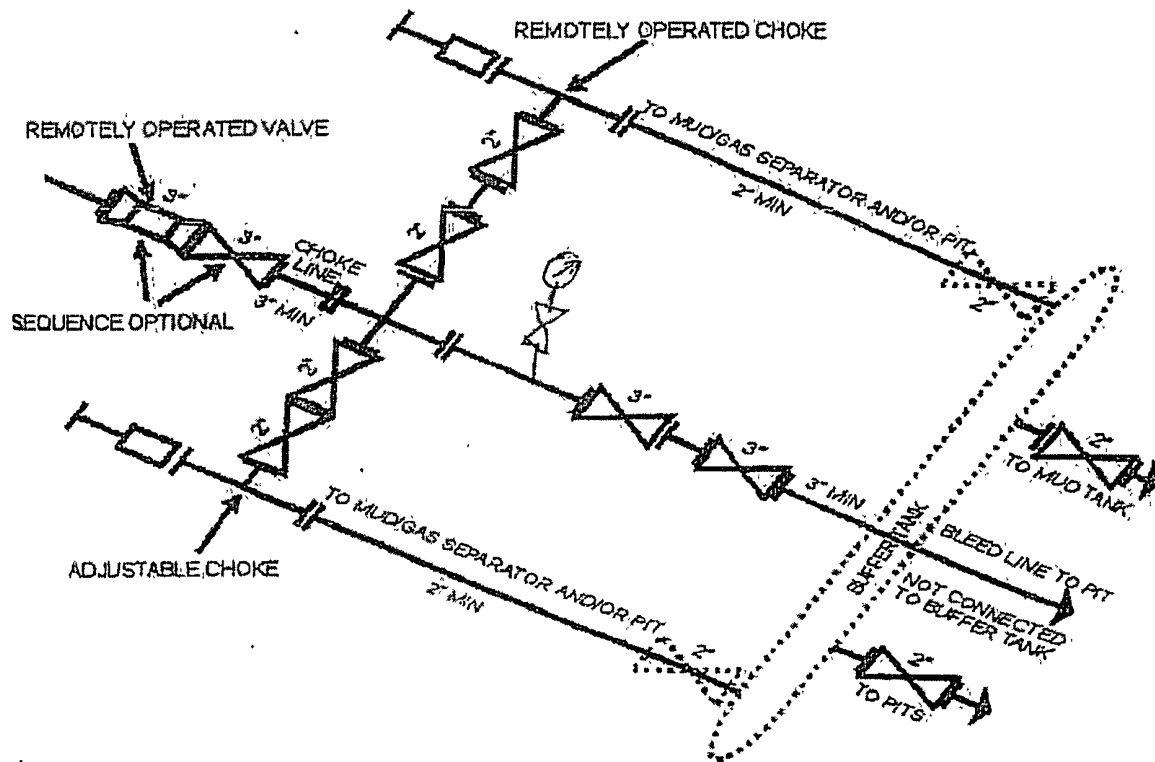 REMOTELY OPERATED CHOKE
REMOTELY OPERATED VALVE
3"
3"
CHOKE
LINE
3" MIN
SEQUENCE OPTIONAL
2"
2"
TO MUD/GAS SEPARATOR AND/OR PIT
2" MIN
2"
2"
2"
3"
3"
3" MIN
BUFFER TANK
2"
TO MUD TANK
BLEED LINE TO PIT
NOT CONNECTED
TO BUFFER TANK
ADJUSTABLE CHOKE
TO MUD/GAS SEPARATOR AND/OR PIT
2" MIN
2"
2"
TO PITS